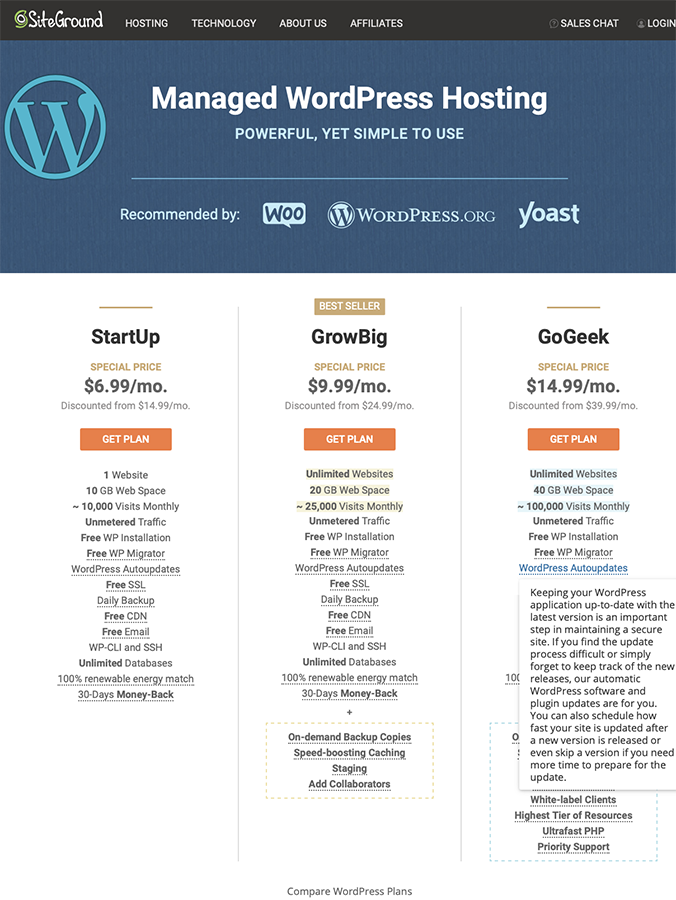 SiteGround
HOSTING TECHNOLOGY ABOUT US AFFILIATES SALES CHAT LOGIN
Managed WordPress Hosting
POWERFUL, YET SIMPLE TO USE
Recommended by: WOO WORDPRESS.ORG yoast
StartUp
SPECIAL PRICE
$6.99/mo.
Discounted from $14.99/mo.
GET PLAN
1 Website
10 GB Web Space
~ 10,000 Visits Monthly
Unmetered Traffic
Free WP Installation
Free WP Migrator
WordPress Autoupdates
Free SSL
Daily Backup
Free CDN
Free Email
WP-CLI and SSH
Unlimited Databases
100% renewable energy match
30-Days Money-Back
BEST SELLER
GrowBig
SPECIAL PRICE
$9.99/mo.
Discounted from $24.99/mo.
GET PLAN
Unlimited Websites
20 GB Web Space
~ 25,000 Visits Monthly
Unmetered Traffic
Free WP Installation
Free WP Migrator
WordPress Autoupdates
Free SSL
Daily Backup
Free CDN
Free Email
WP-CLI and SSH
Unlimited Databases
100% renewable energy match
30-Days Money-Back
+
On-demand Backup Copies
Speed-boosting Caching
Staging
Add Collaborators
GoGeek
SPECIAL PRICE
$14.99/mo.
Discounted from $39.99/mo.
GET PLAN
Unlimited Websites
40 GB Web Space
~ 100,000 Visits Monthly
Unmetered Traffic
Free WP Installation
Free WP Migrator
WordPress Autoupdates
Keeping your WordPress
application up-to-date with the
latest version is an important
step in maintaining a secure
site. If you find the update
process difficult or simply
forget to keep track of the new
releases, our automatic
WordPress software and
plugin updates are for you.
You can also schedule how
fast your site is updated after
a new version is released or
even skip a version if you need
more time to prepare for the
update.
White-label Clients
Highest Tier of Resources
Ultrafast PHP
Priority Support
Compare WordPress Plans